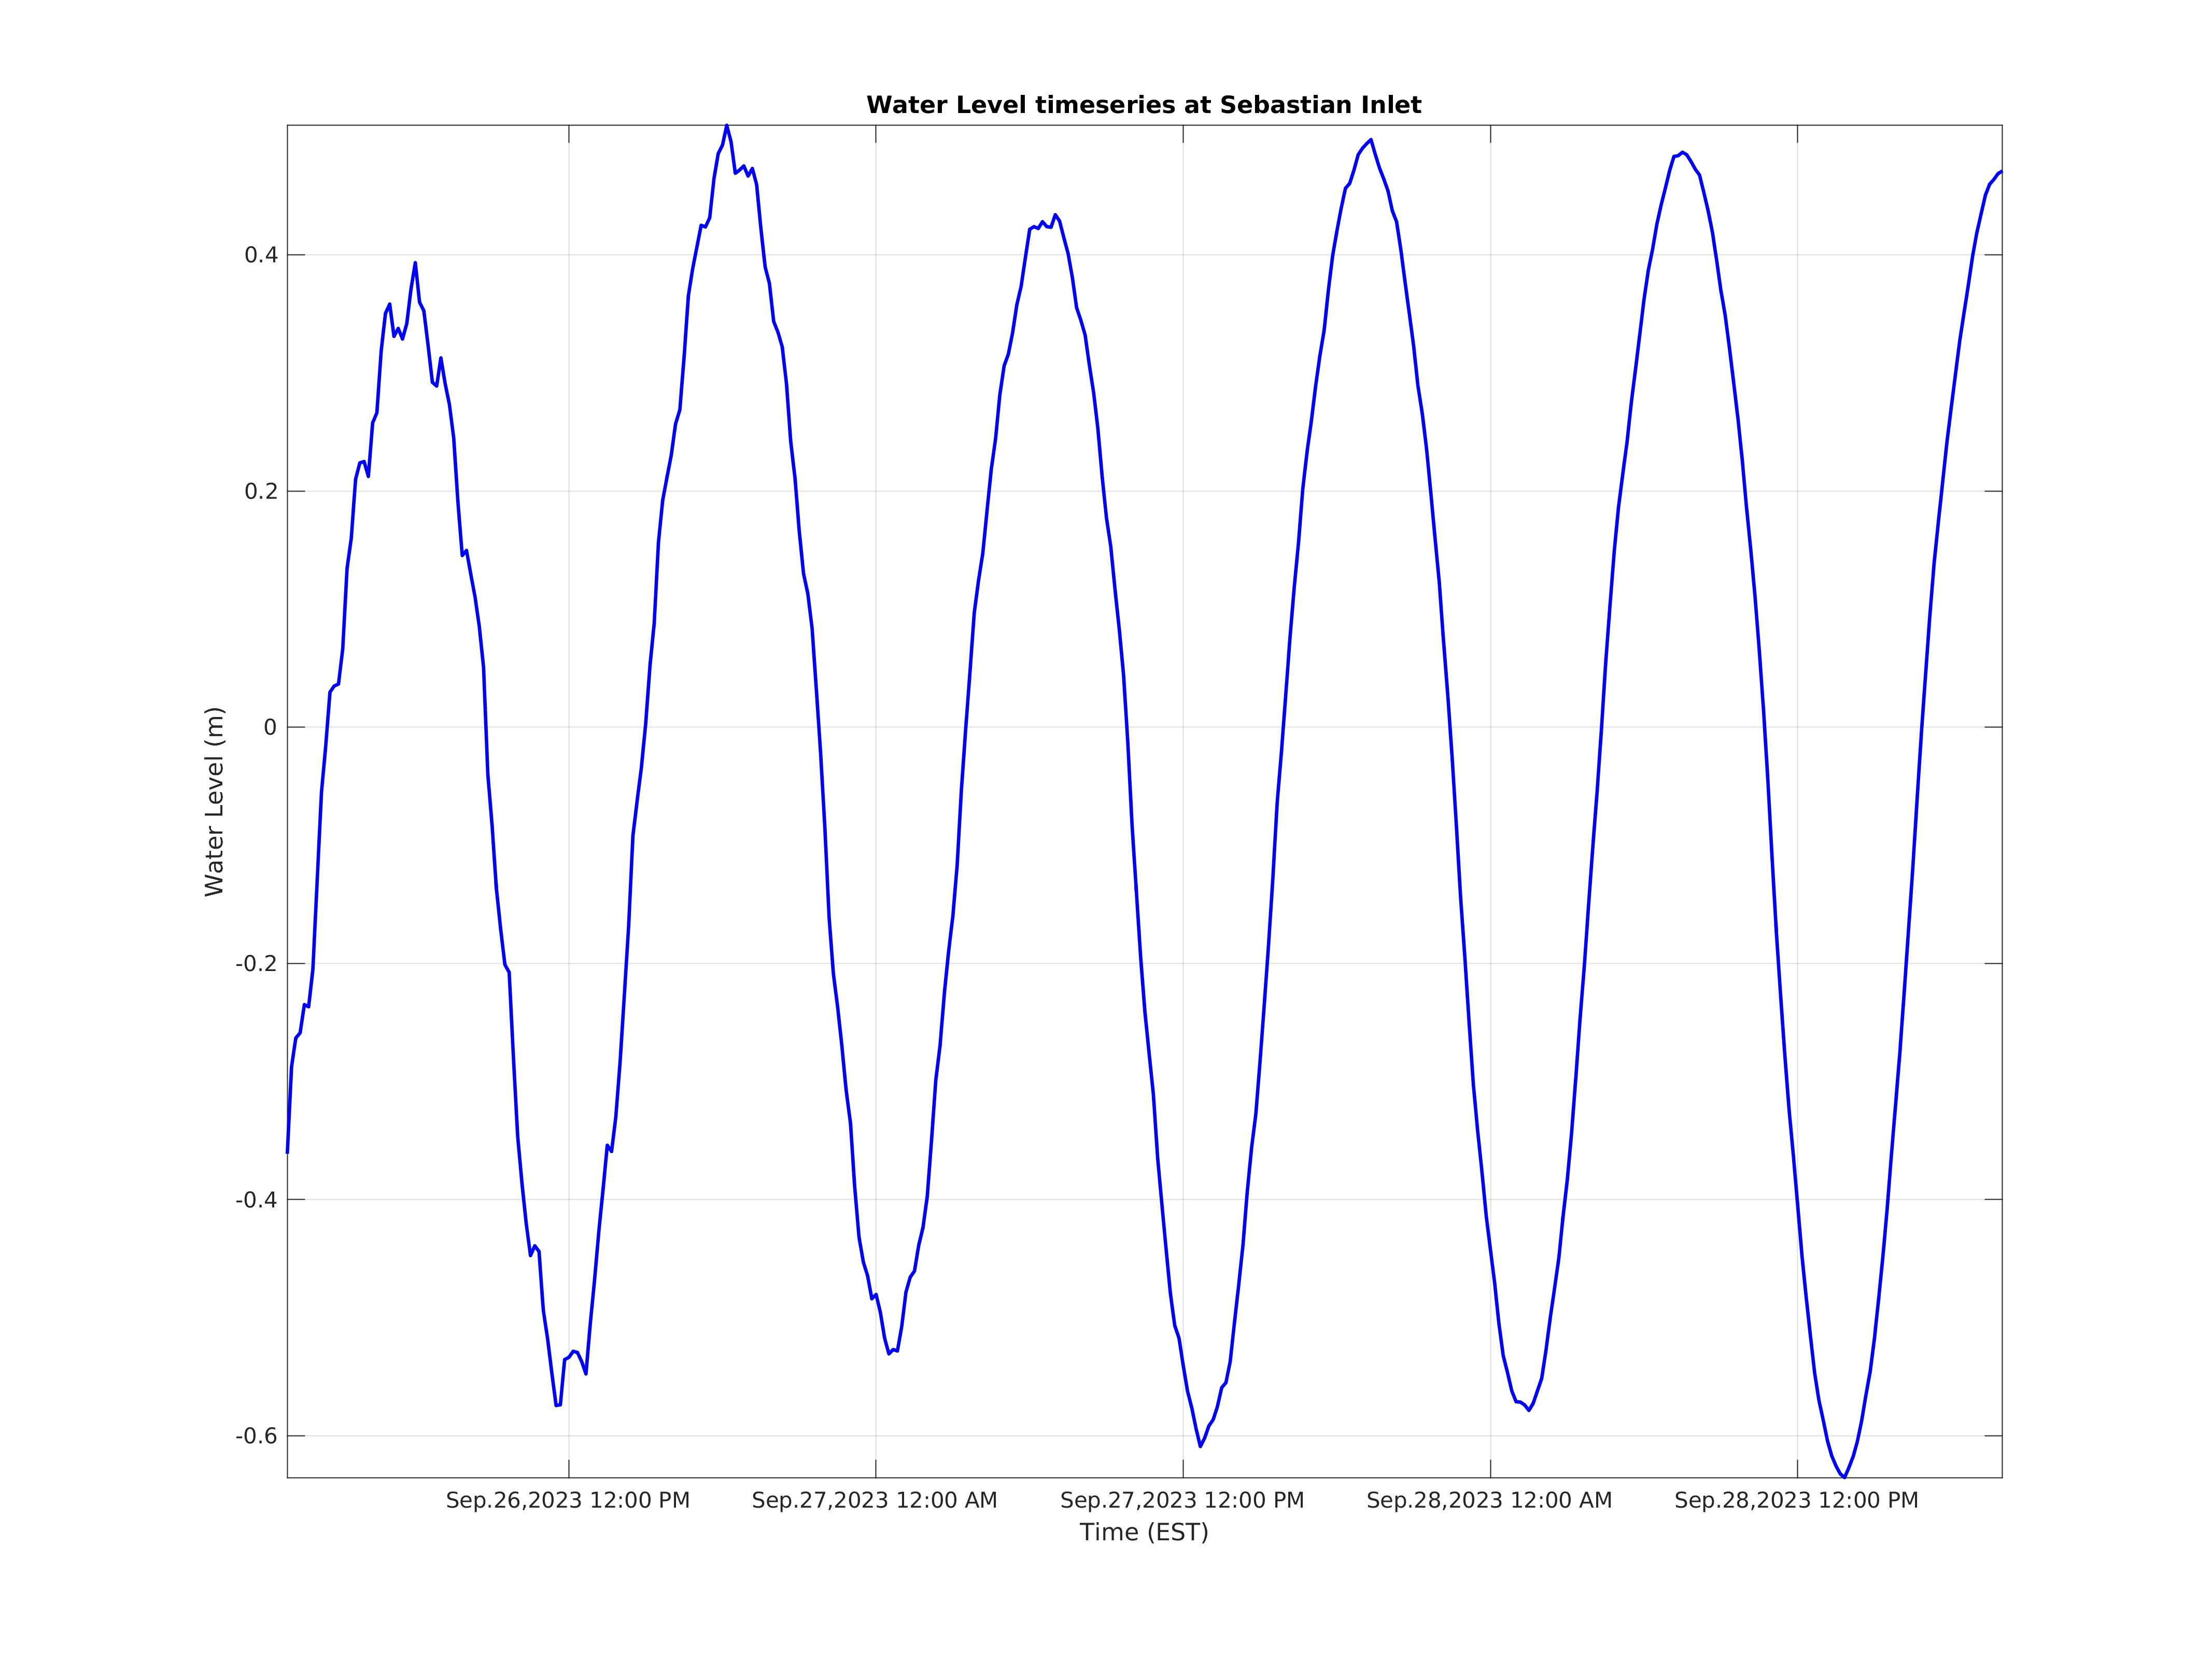 Water Level timeseries at Sebastian Inlet
0.4
0.2
0
-0.2
-0.4
-0.6
Water Level (m)
Sep.26,2023 12:00 PM
Sep.27,2023 12:00 AM
Sep.27,2023 12:00 PM
Sep.28,2023 12:00 AM
Sep.28,2023 12:00 PM
Time (EST)